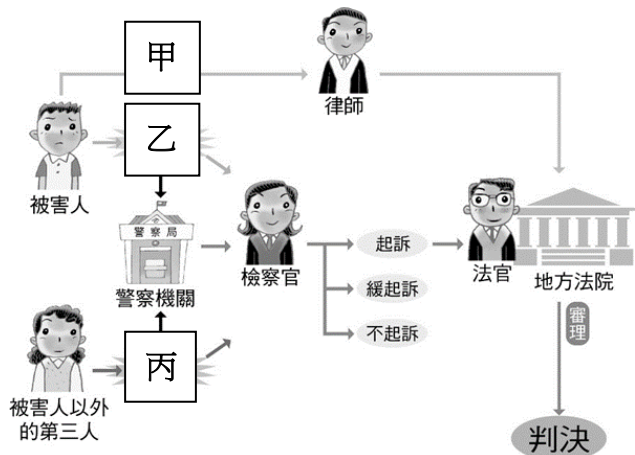 甲
律師
乙
被害人
警察局
警察機關
檢察官
起訴
緩起訴
不起訴
法官
地方法院
審理
丙
被害人以外
的第三人
判決